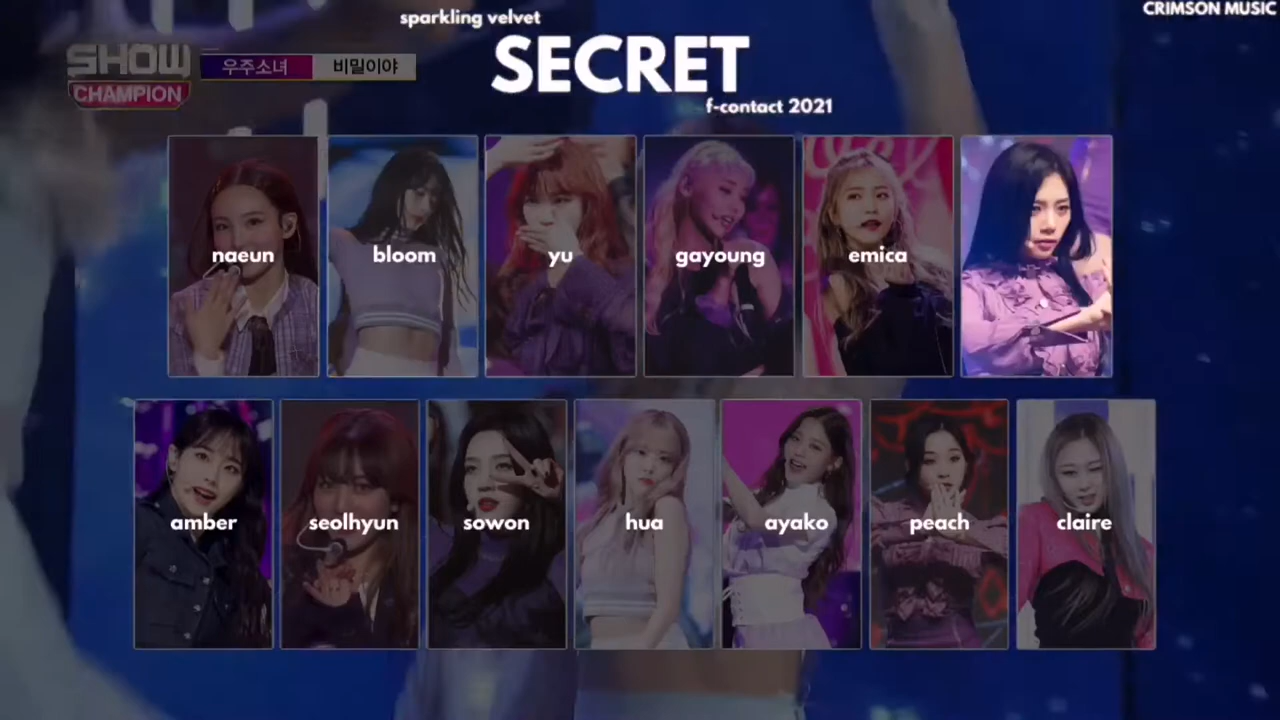 sparkling velvet
CRIMSON MUSIC
SECRET
f-contact 2021
SHOW
CHAMPION
우주소녀
비밀이야
naeun
bloom
yu
gayoung
emica
amber
seolhyun
sowon
hua
ayako
peach
claire